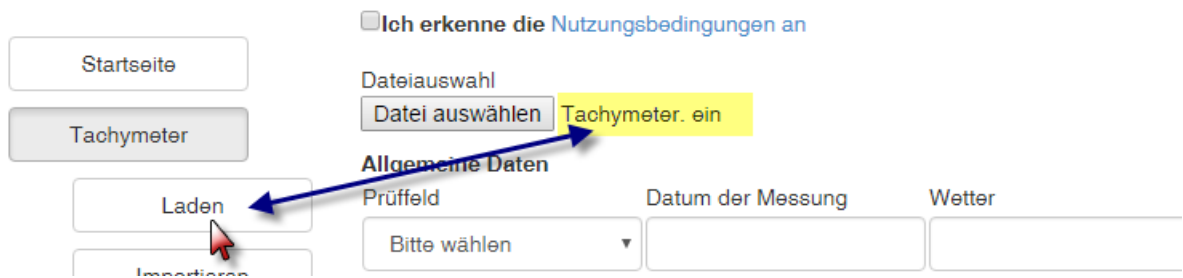 Ich erkenne die Nutzungsbedingungen an
Startseite
Dateiauswahl
Datei auswählen Tachymeter. ein
Tachymeter
Allgemeine Daten
Prüffeld Datum der Messung Wetter
Laden
Bitte wählen
Importieren